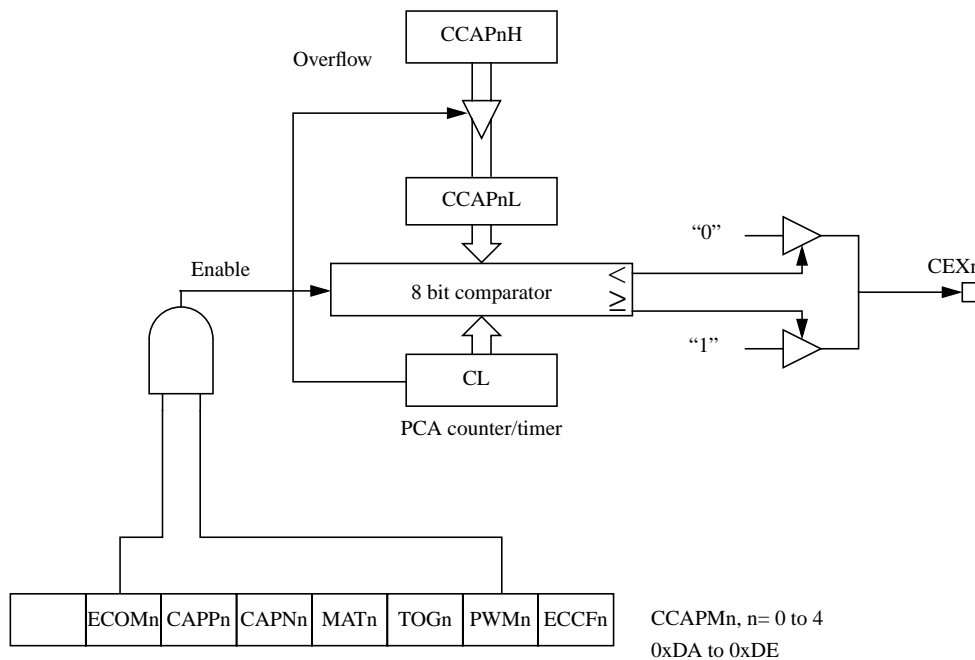 CCAPnH
Overflow
CCAPnL
“0”
CEXn
Enable
<
8 bit comparator
≥
“1”
CL
PCA counter/timer
ECOMn CAPPn CAPNn MATn TOGn PWMn ECCFn
CCAPMn, n= 0 to 4
0xDA to 0xDE